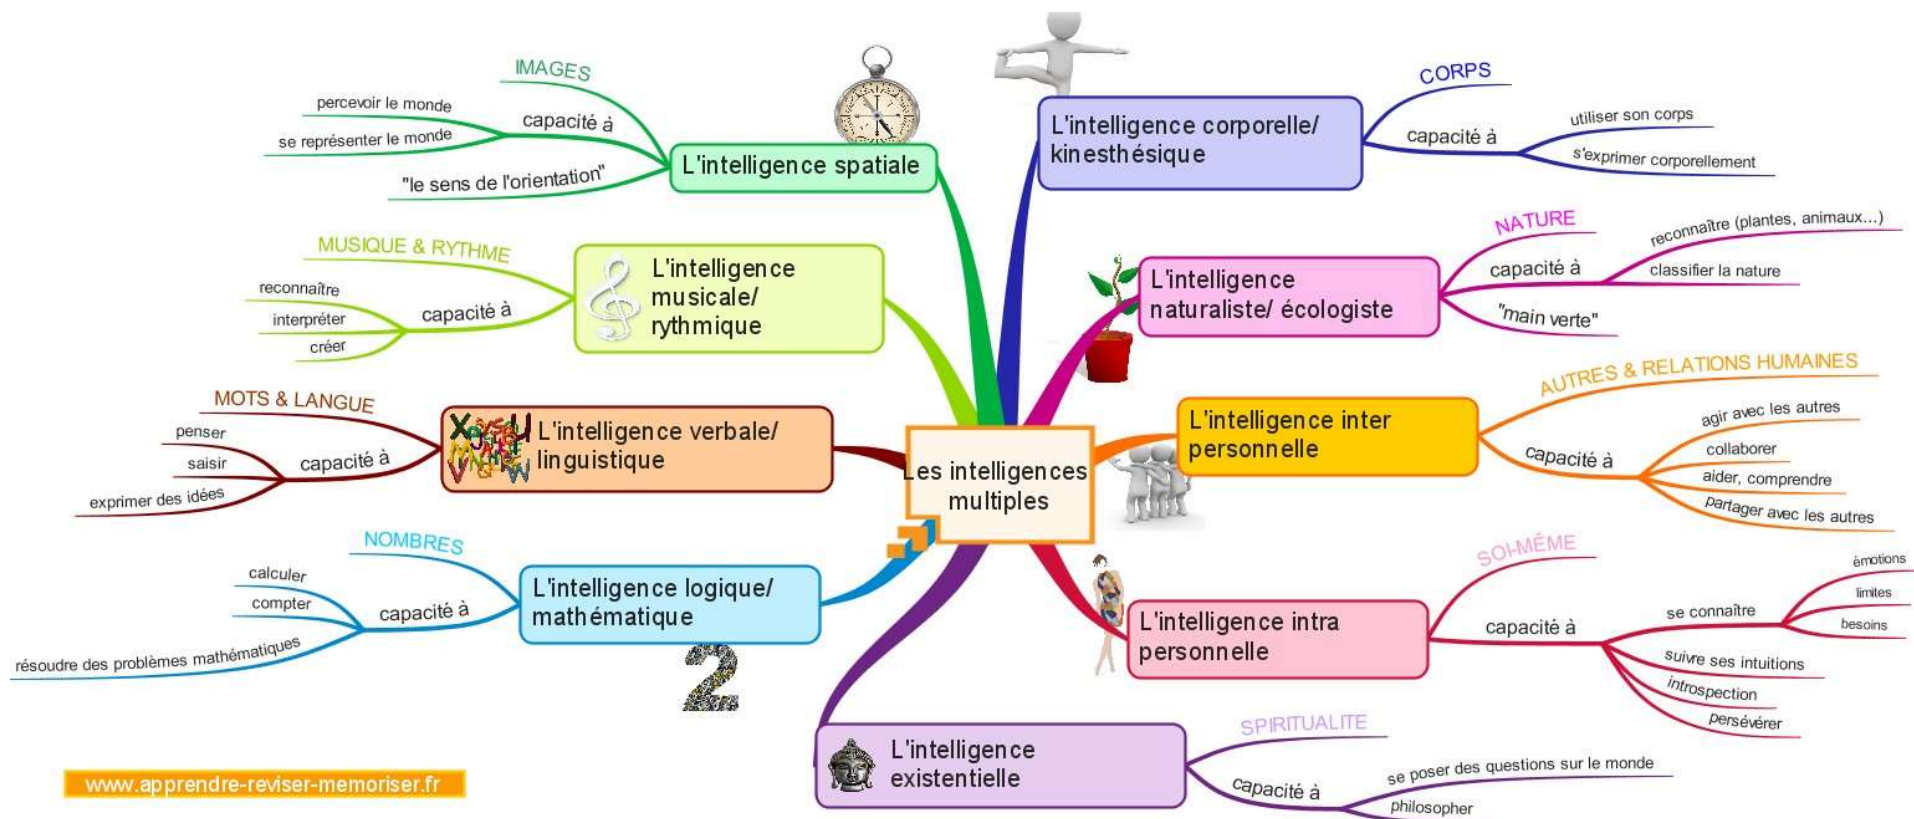 Les intelligences
multiples
L'intelligence corporelle/
kinesthésique
CORPS
capacité à
utiliser son corps
s'exprimer corporellement
L'intelligence
naturaliste/ écologiste
NATURE
capacité à
reconnaître (plantes, animaux...)
classifier la nature
"main verte"
L'intelligence inter
personnelle
AUTRES & RELATIONS HUMAINES
capacité à
agir avec les autres
collaborer
aider, comprendre
partager avec les autres
L'intelligence intra
personnelle
SOI-MÊME
capacité à
se connaître
émotions
limites
besoins
suivre ses intuitions
introspection
persévérer
L'intelligence
existentielle
SPIRITUALITE
capacité à
se poser des questions sur le monde
philosopher
L'intelligence logique/
mathématique
NOMBRES
capacité à
calculer
compter
résoudre des problèmes mathématiques
2
L'intelligence verbale/
linguistique
MOTS & LANGUE
capacité à
penser
saisir
exprimer des idées
L'intelligence
musicale/
rythmique
MUSIQUE & RYTHME
capacité à
reconnaître
interpréter
créer
L'intelligence spatiale
IMAGES
capacité à
percevoir le monde
se représenter le monde
"le sens de l'orientation"
www.apprendre-reviser-memoriser.fr